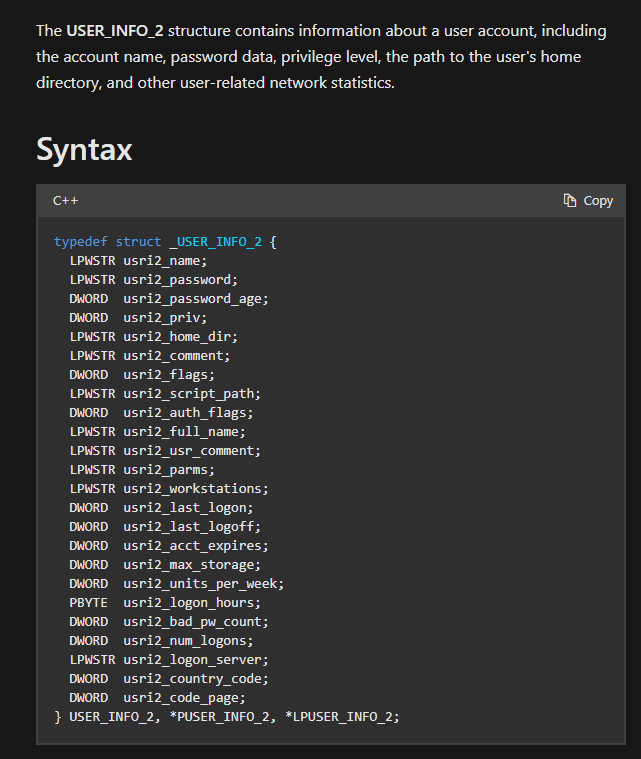 The USER_INFO_2 structure contains information about a user account, including
the account name, password data, privilege level, the path to the user's home
directory, and other user-related network statistics.
Syntax
C++ Copy
typedef struct _USER_INFO_2 {
  LPWSTR usri2_name;
  LPWSTR usri2_password;
  DWORD  usri2_password_age;
  DWORD  usri2_priv;
  LPWSTR usri2_home_dir;
  LPWSTR usri2_comment;
  DWORD  usri2_flags;
  LPWSTR usri2_script_path;
  DWORD  usri2_auth_flags;
  LPWSTR usri2_full_name;
  LPWSTR usri2_usr_comment;
  LPWSTR usri2_parms;
  LPWSTR usri2_workstations;
  DWORD  usri2_last_logon;
  DWORD  usri2_last_logoff;
  DWORD  usri2_acct_expires;
  DWORD  usri2_max_storage;
  DWORD  usri2_units_per_week;
  PBYTE  usri2_logon_hours;
  DWORD  usri2_bad_pw_count;
  DWORD  usri2_num_logons;
  LPWSTR usri2_logon_server;
  DWORD  usri2_country_code;
  DWORD  usri2_code_page;
} USER_INFO_2, *PUSER_INFO_2, *LPUSER_INFO_2;